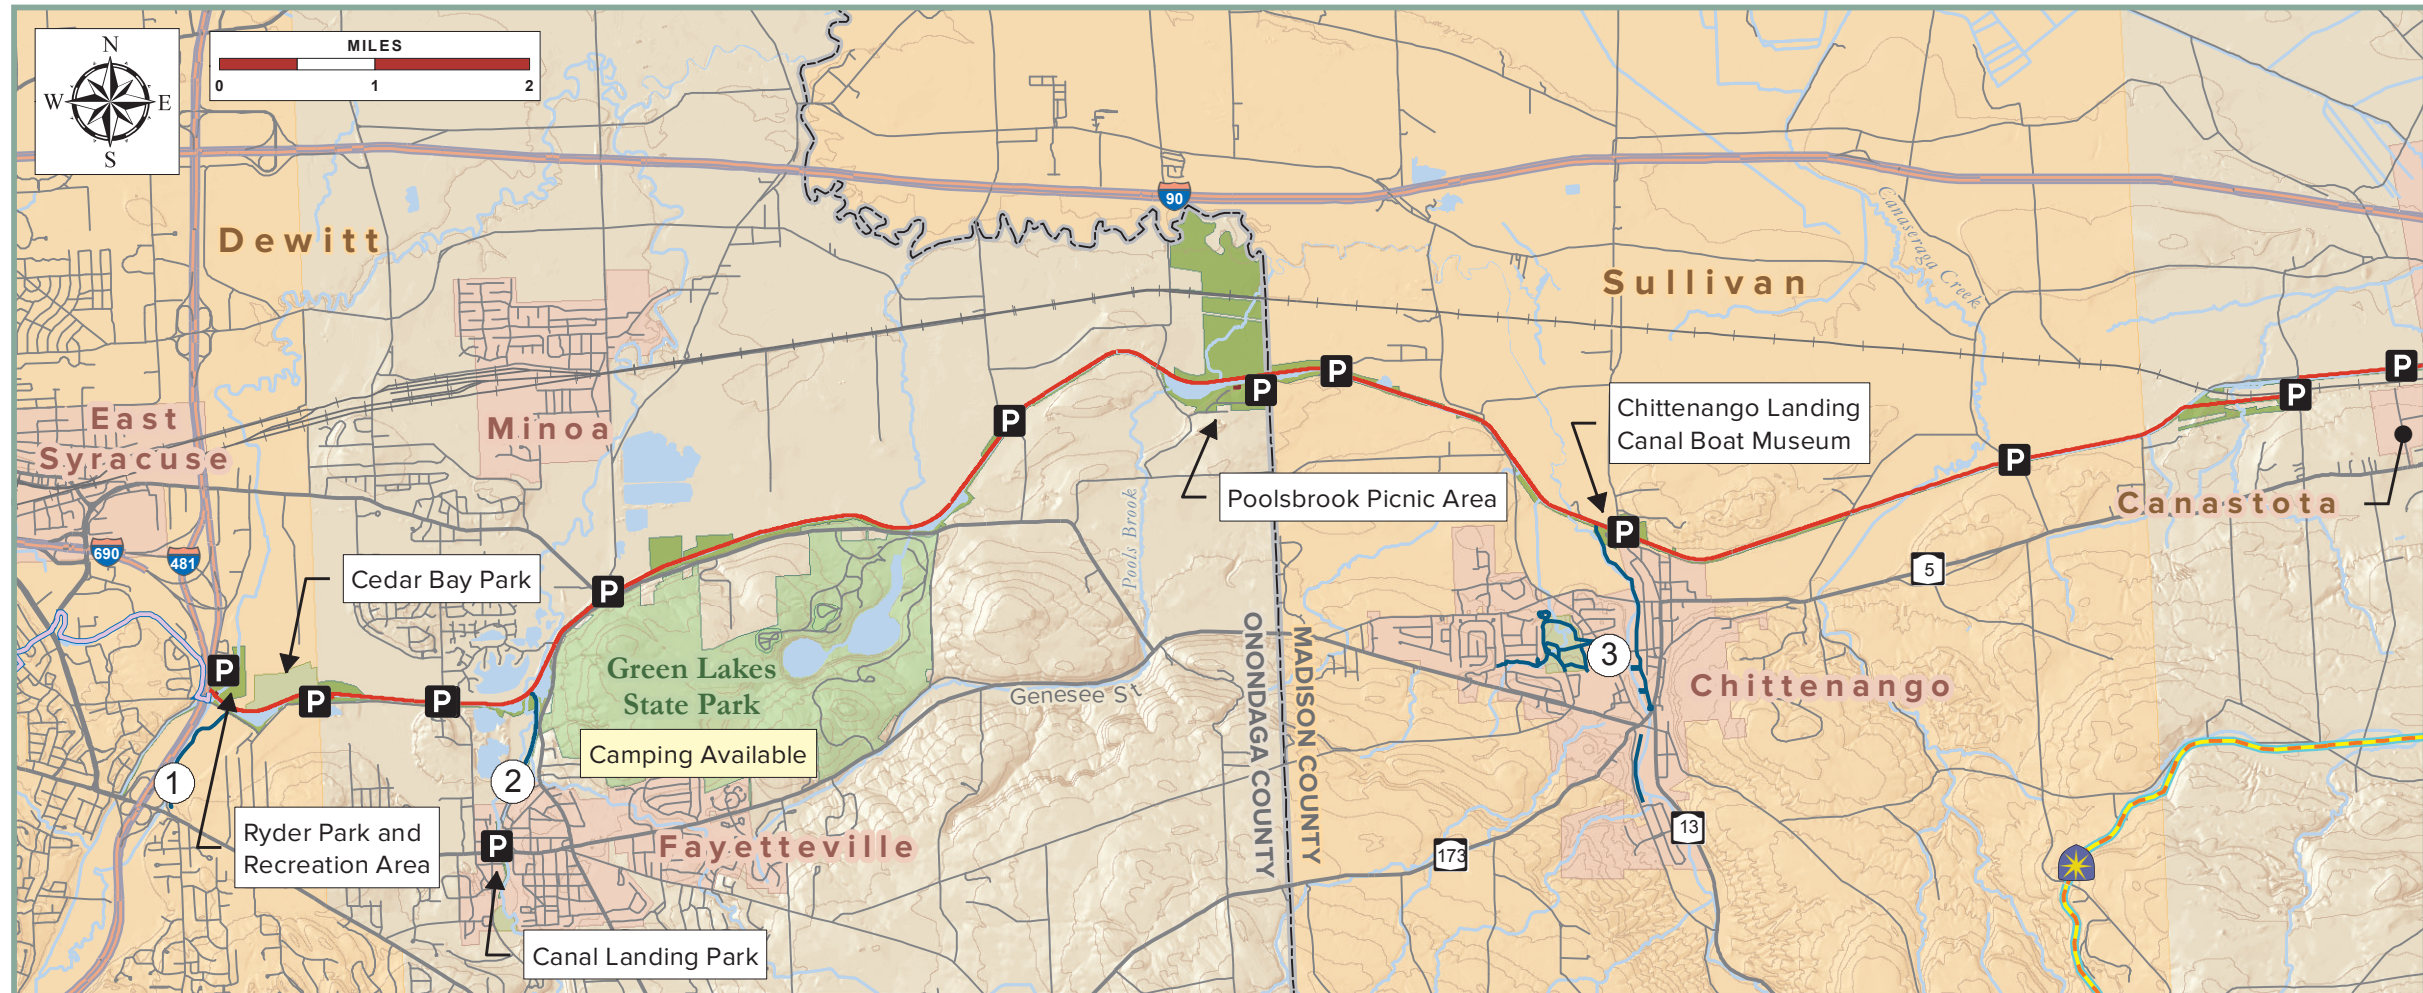 N
W E
S
MILES
0 1 2
90
Dewitt
Sullivan
Canaseraga Creek
East
Syracuse
Minoa
Chittenango Landing
Canal Boat Museum
Poolsbrook Picnic Area
Pools Brook
Canastota
690
481
5
Cedar Bay Park
Green Lakes
State Park
Camping Available
Genesee St
ONONDAGA COUNTY
MADISON COUNTY
Chittenango
1
2
3
P
P
P
P
P
P
P
P
P
P
P
P
Ryder Park and
Recreation Area
Fayetteville
173
13
Canal Landing Park